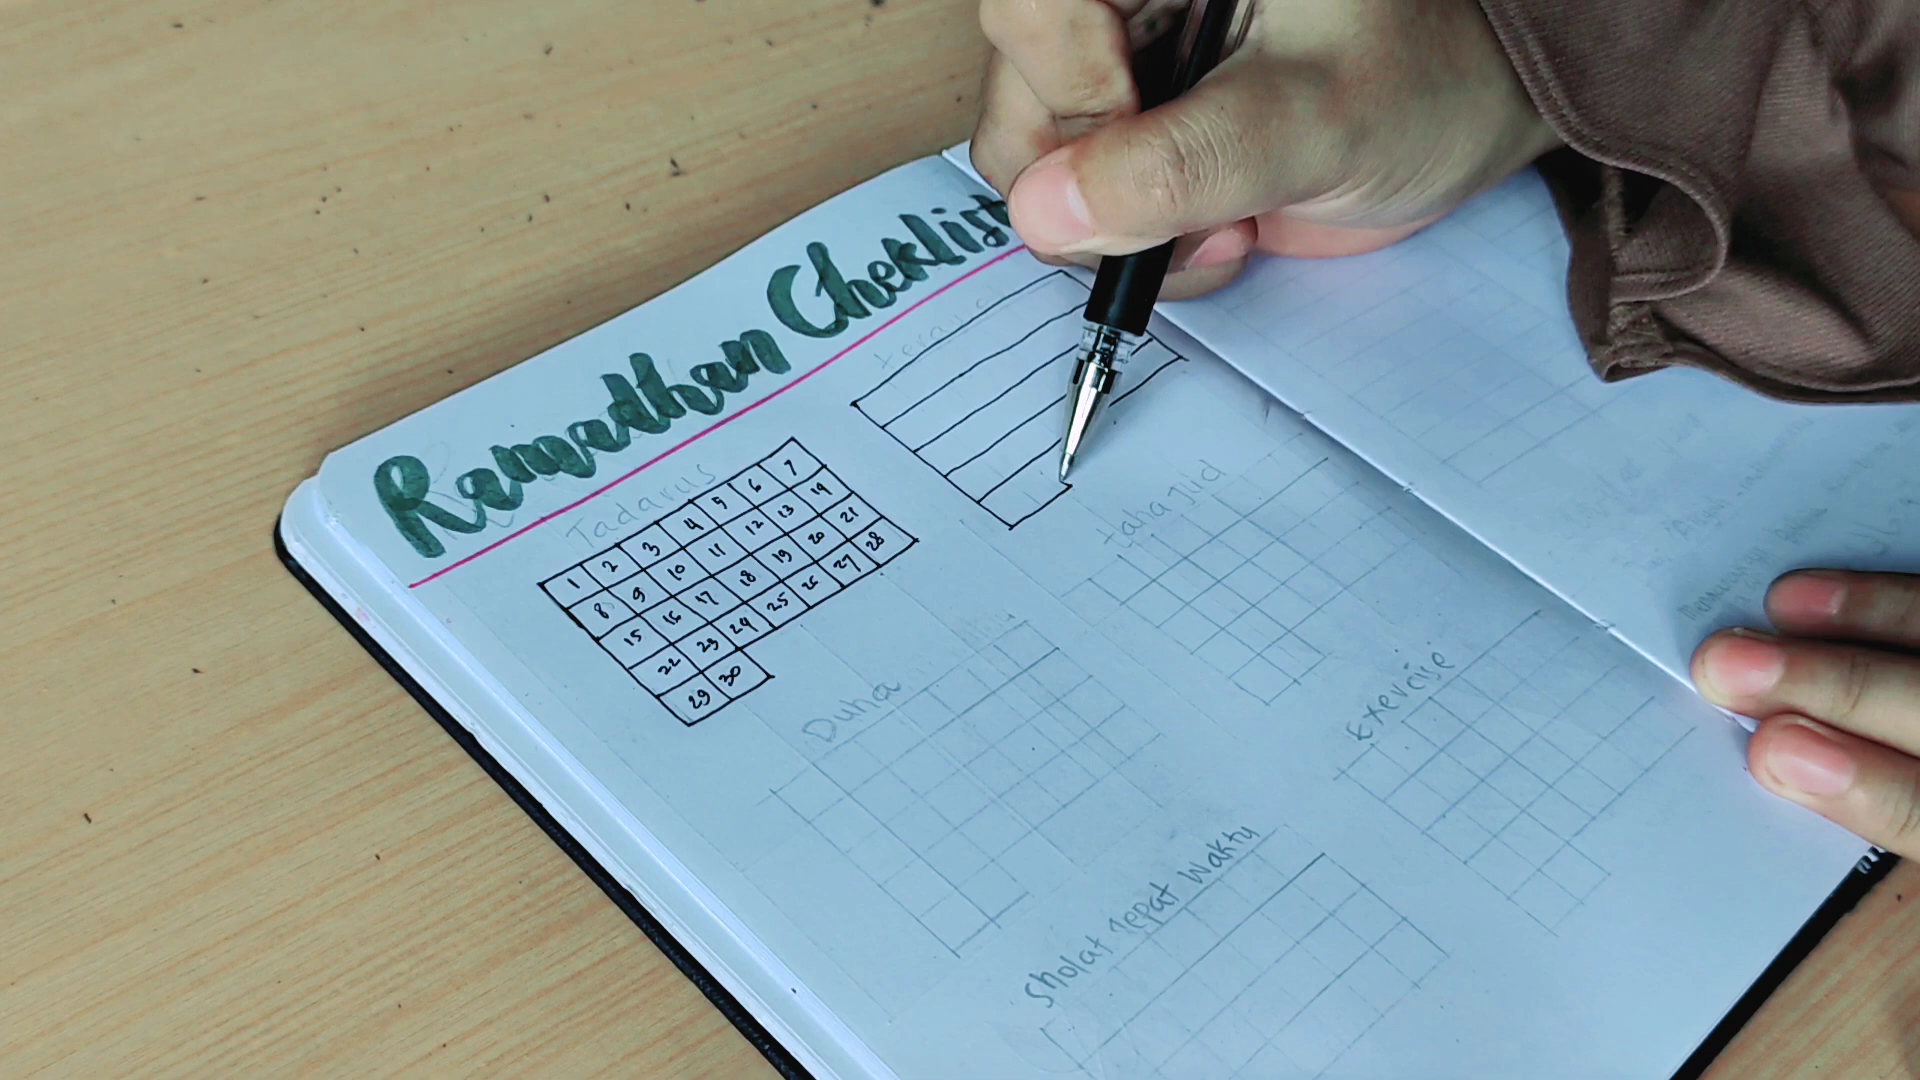 Ramadhan Cheklist
Tadarus
1 2 3 4 5 6 7
8 9 10 11 12 13 14
15 16 17 18 19 20 21
22 23 24 25 26 27 28
29 30
Duha
Exercise
Sholat Tepat Waktu